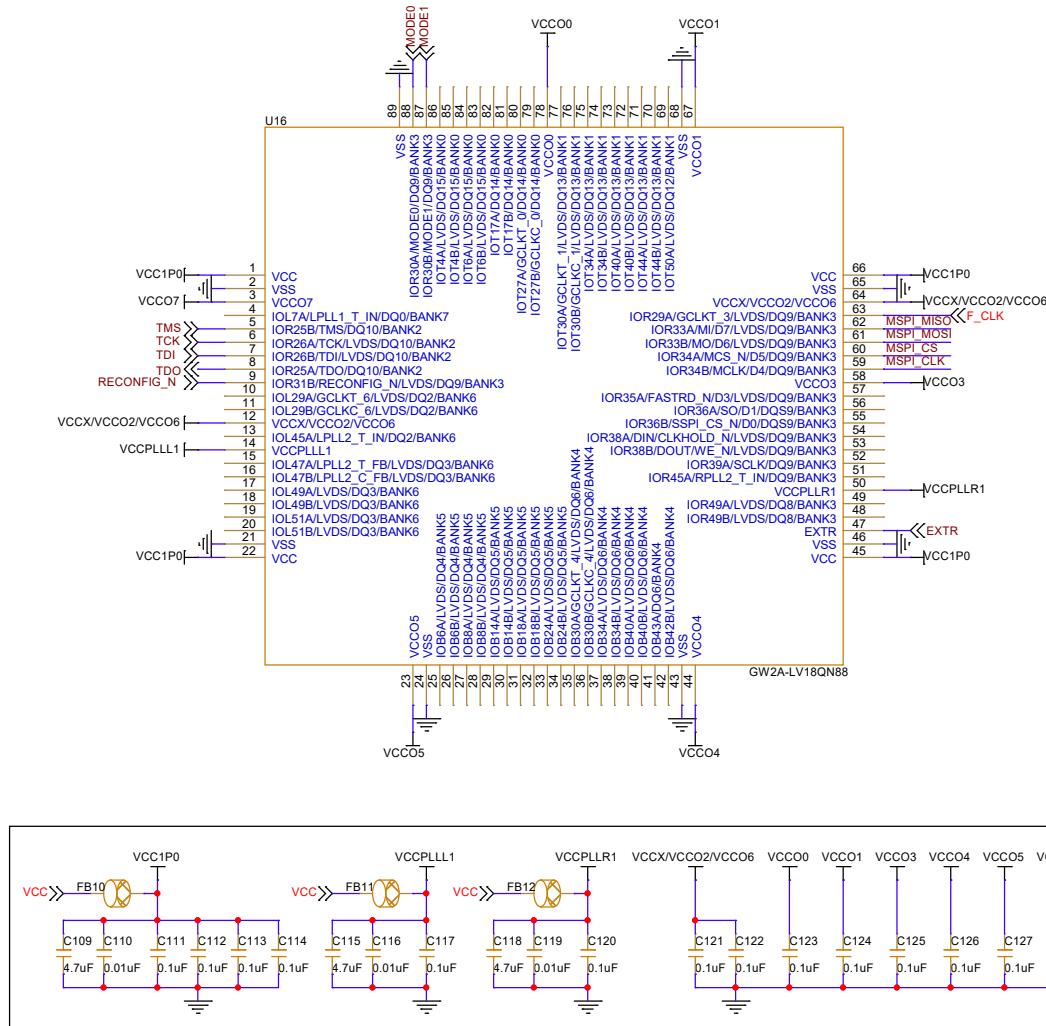 VCCO0
VCCO1
MODE0
MODE1
89
88
87
86
85
84
83
82
81
80
79
78
77
76
75
74
73
72
71
70
69
68
67
U16
VSS
IOR30A/MODE0/DQ9/BANK3
IOR30B/MODE1/DQ9/BANK3
IOT4A/LVDS/DQ15/BANK0
IOT4B/LVDS/DQ15/BANK0
IOT6A/LVDS/DQ15/BANK0
IOT6B/LVDS/DQ15/BANK0
IOT17A/DQ14/BANK0
IOT17B/DQ14/BANK0
IOT27A/GCLKT_0/DQ14/BANK0
IOT27B/GCLKC_0/DQ14/BANK0
VCCO0
IOT30A/GCLKT_1/LVDS/DQ13/BANK1
IOT30B/GCLKC_1/LVDS/DQ13/BANK1
IOT34A/LVDS/DQ13/BANK1
IOT34B/LVDS/DQ13/BANK1
IOT40A/LVDS/DQ13/BANK1
IOT40B/LVDS/DQ13/BANK1
IOT44A/LVDS/DQ13/BANK1
IOT44B/LVDS/DQ13/BANK1
IOT50A/LVDS/DQ12/BANK1
VSS
VCCO1
VCC1P0 1 VCC
2 VSS
VCCO7 3 VCCO7
4 IOL7A/LPLL1_T_IN/DQ0/BANK7
TMS 5 IOR25B/TMS/DQ10/BANK2
TCK 6 IOR26A/TCK/LVDS/DQ10/BANK2
TDI 7 IOR26B/TDI/LVDS/DQ10/BANK2
TDO 8 IOR25A/TDO/DQ10/BANK2
RECONFIG_N 9 IOR31B/RECONFIG_N/LVDS/DQ9/BANK3
10 IOL29A/GCLKT_6/LVDS/DQ2/BANK6
11 IOL29B/GCLKC_6/LVDS/DQ2/BANK6
VCCX/VCCO2/VCCO6 12 VCCX/VCCO2/VCCO6
13 IOL45A/LPLL2_T_IN/DQ2/BANK6
VCCPLLL1 14 VCCPLLL1
15 IOL47A/LPLL2_T_FB/LVDS/DQ3/BANK6
16 IOL47B/LPLL2_C_FB/LVDS/DQ3/BANK6
17 IOL49A/LVDS/DQ3/BANK6
18 IOL49B/LVDS/DQ3/BANK6
19 IOL51A/LVDS/DQ3/BANK6
20 IOL51B/LVDS/DQ3/BANK6
21 VSS
VCC1P0 22 VCC
VCC 66 VCC1P0
VSS 65
VCCX/VCCO2/VCCO6 64 VCCX/VCCO2/VCCO6
IOR29A/GCLKT_3/LVDS/DQ9/BANK3 63 F_CLK
IOR33A/MI/D7/LVDS/DQ9/BANK3 62 MSPI_MISO
IOR33B/MO/D6/LVDS/DQ9/BANK3 61 MSPI_MOSI
IOR34A/MCS_N/D5/DQ9/BANK3 60 MSPI_CS
IOR34B/MCLK/D4/DQ9/BANK3 59 MSPI_CLK
VCCO3 58 VCCO3
IOR35A/FASTRD_N/D3/LVDS/DQ9/BANK3 57
IOR36A/SO/D1/DQS9/BANK3 56
IOR36B/SSPI_CS_N/D0/DQS9/BANK3 55
IOR38A/DIN/CLKHOLD_N/LVDS/DQ9/BANK3 54
IOR38B/DOUT/WE_N/LVDS/DQ9/BANK3 53
IOR39A/SCLK/DQ9/BANK3 52
IOR45A/RPLL2_T_IN/DQ9/BANK3 51
VCCPLLR1 50 VCCPLLR1
IOR49A/LVDS/DQ8/BANK3 49
IOR49B/LVDS/DQ8/BANK3 48
EXTR 47 EXTR
VSS 46
VCC 45 VCC1P0
VCCO5
VSS
IOB6A/LVDS/DQ4/BANK5
IOB6B/LVDS/DQ4/BANK5
IOB8A/LVDS/DQ4/BANK5
IOB8B/LVDS/DQ4/BANK5
IOB14A/LVDS/DQ5/BANK5
IOB14B/LVDS/DQ5/BANK5
IOB18A/LVDS/DQ5/BANK5
IOB18B/LVDS/DQ5/BANK5
IOB24A/LVDS/DQ5/BANK5
IOB24B/LVDS/DQ5/BANK5
IOB30A/GCLKT_4/LVDS/DQ6/BANK4
IOB30B/GCLKC_4/LVDS/DQ6/BANK4
IOB34A/LVDS/DQ6/BANK4
IOB34B/LVDS/DQ6/BANK4
IOB40A/LVDS/DQ6/BANK4
IOB40B/LVDS/DQ6/BANK4
IOB43A/DQ6/BANK4
IOB42B/LVDS/DQ6/BANK4
VSS
VCCO4
GW2A-LV18QN88
23
24
25
26
27
28
29
30
31
32
33
34
35
36
37
38
39
40
41
42
43
44
VCCO5
VCCO4
VCC1P0 VCCPLLL1 VCCPLLR1 VCCX/VCCO2/VCCO6 VCCO0 VCCO1 VCCO3 VCCO4 VCCO5
VCC FB10 VCC FB11 VCC FB12
C109 C110 C111 C112 C113 C114 C115 C116 C117 C118 C119 C120 C121 C122 C123 C124 C125 C126 C127
4.7uF 0.01uF 0.1uF 0.1uF 0.1uF 0.1uF 4.7uF 0.01uF 0.1uF 4.7uF 0.01uF 0.1uF 0.1uF 0.1uF 0.1uF 0.1uF 0.1uF 0.1uF 0.1uF